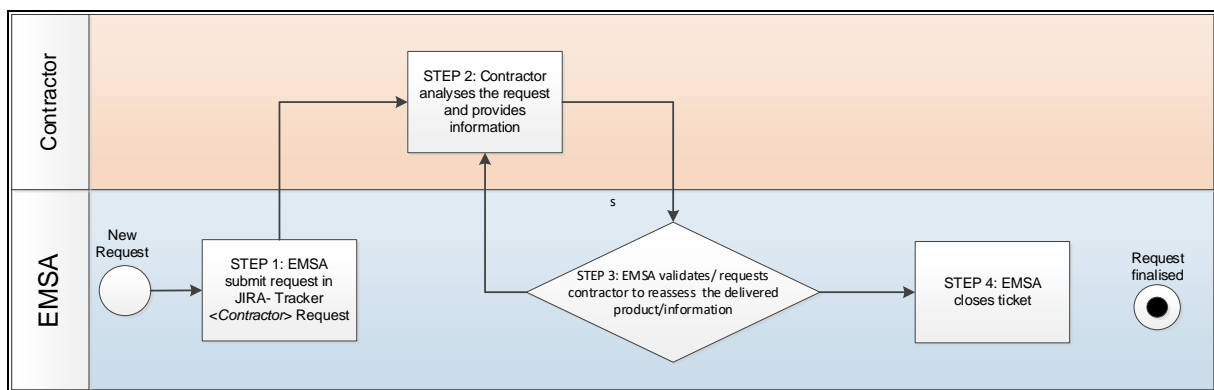 Contractor
STEP 2: Contractor
analyses the request
and provides
information
EMSA
s
New
Request
STEP 1: EMSA
submit request in
JIRA- Tracker
<Contractor> Request
STEP 3: EMSA validates/ requests
contractor to reassess the delivered
product/information
STEP 4: EMSA
closes ticket
Request
finalised